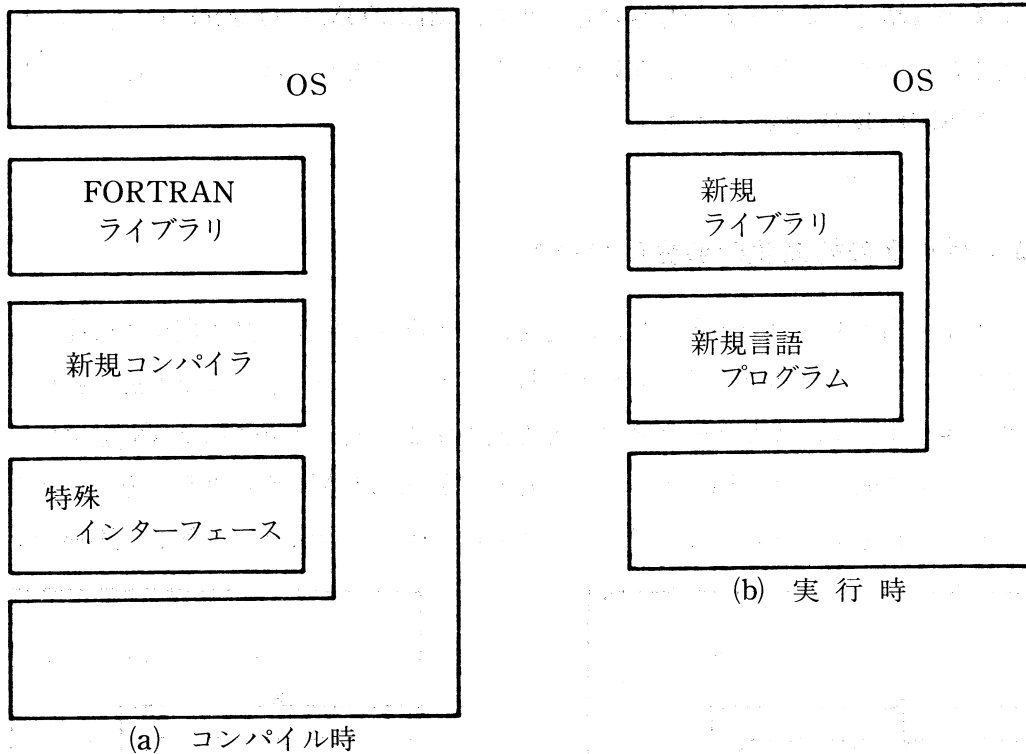 OS
FORTRAN
ライブラリ
新規コンパイラ
特殊
インターフェース
(a) コンパイル時
OS
新規
ライブラリ
新規言語
プログラム
(b) 実行時